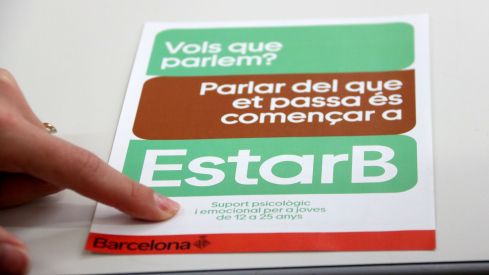 Vols que
parlem?
Parlar del que
et passa és
començar a
EstarB
Suport psicològic
i emocional per a joves
de 12 a 25 anys
Barcelona